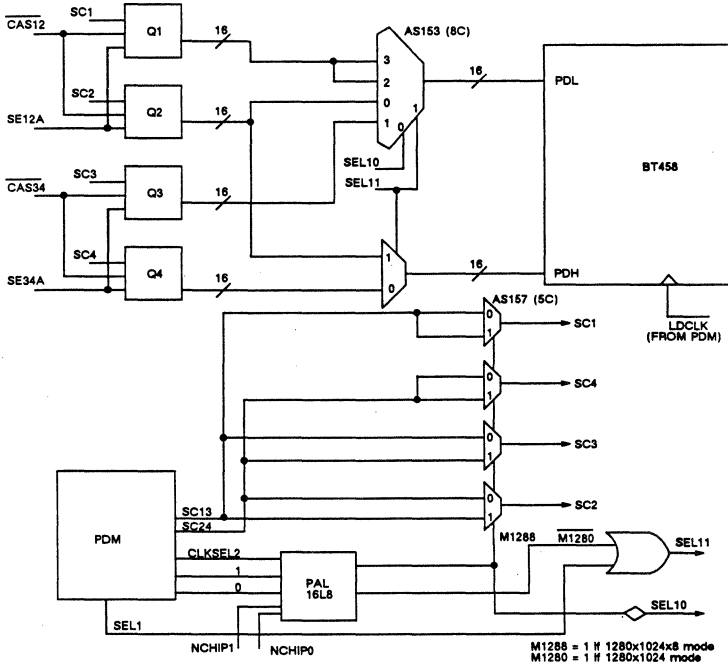 SC1
CAS12
Q1
16
AS153 (8C)
3
2
0
1
1
0
16
PDL
SC2
Q2
16
SE12A
SEL10
BT458
SC3
CAS34
Q3
16
SEL11
SC4
Q4
16
SE34A
1
0
16
PDH
AS157 (5C)
LDCLK
(FROM PDM)
0
1
SC1
0
1
SC4
0
1
SC3
0
1
SC2
PDM
SC13
SC24
CLKSEL2
1
0
PAL
16L8
M1288
M1280
SEL11
SEL10
SEL1
NCHIP1
NCHIP0
M1288 = 1 if 1280x1024x8 mode
M1280 = 1 if 1280x1024 mode